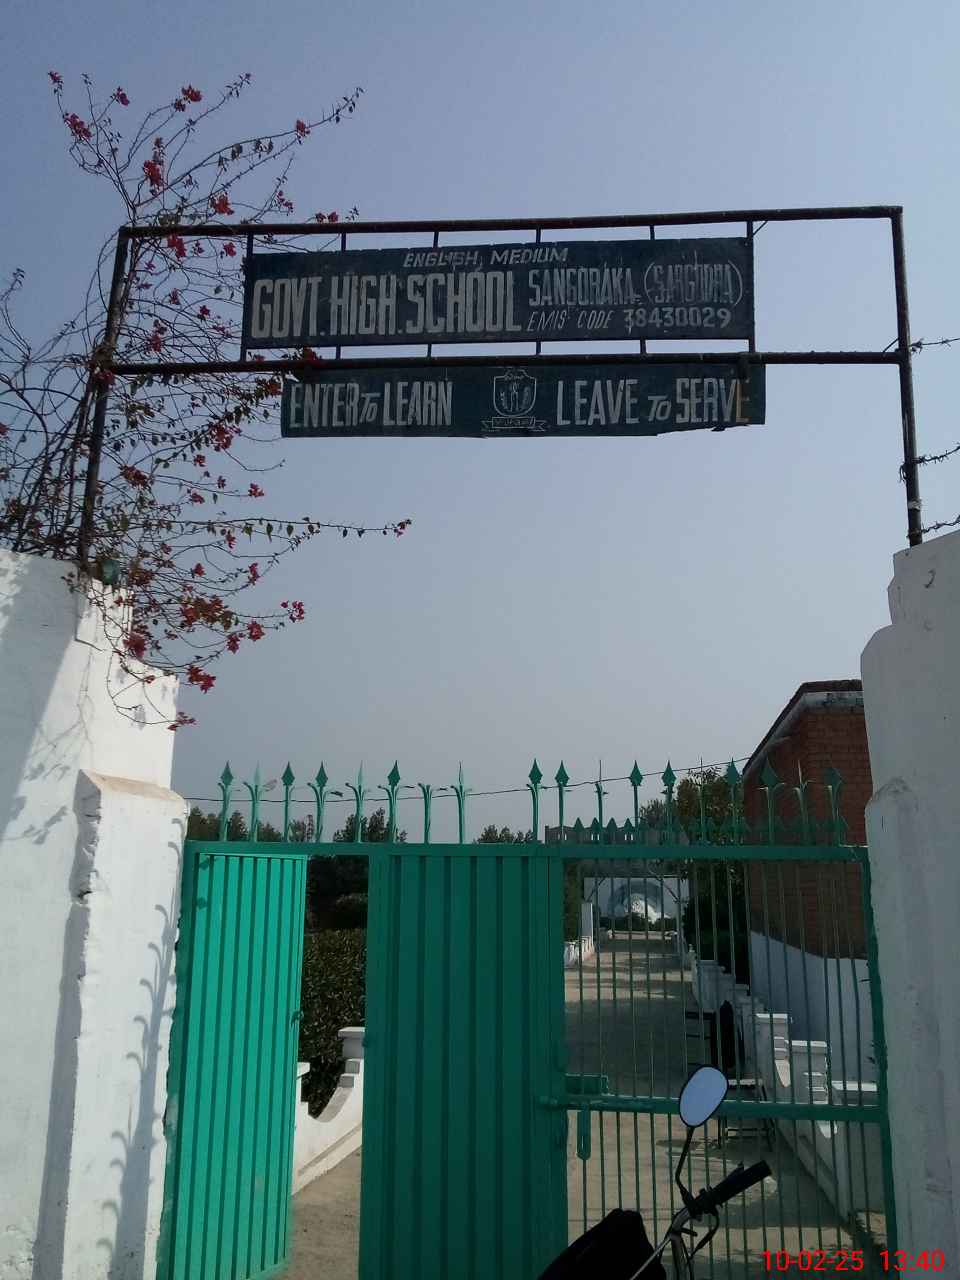 ENGLISH MEDIUM
GOVT. HIGH SCHOOL SANGORAKA (SARGODHA)
EMIS CODE 38430029
ENTER TO LEARN LEAVE TO SERVE
10-02-25 13:40